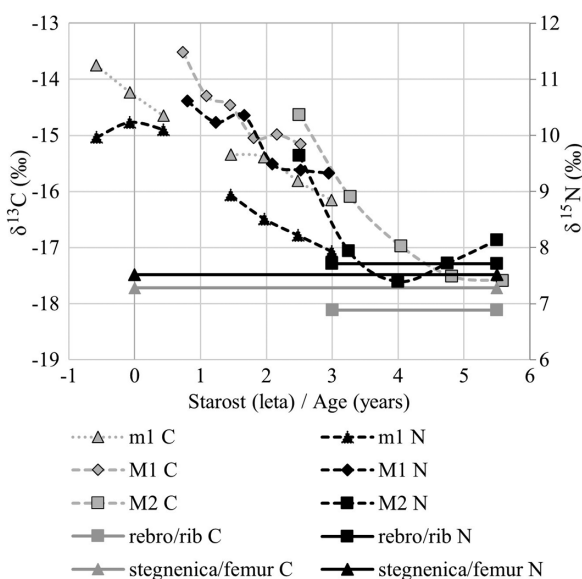 -13 12
-14 11
-15 10
-16 9
-17 8
-18 7
-19 6
δ13C (‰)
δ 15N (‰)
-1 0 1 2 3 4 5 6
Starost (leta) / Age (years)
m1 C m1 N
M1 C M1 N
M2 C M2 N
rebro/rib C rebro/rib N
stegnenica/femur C stegnenica/femur N